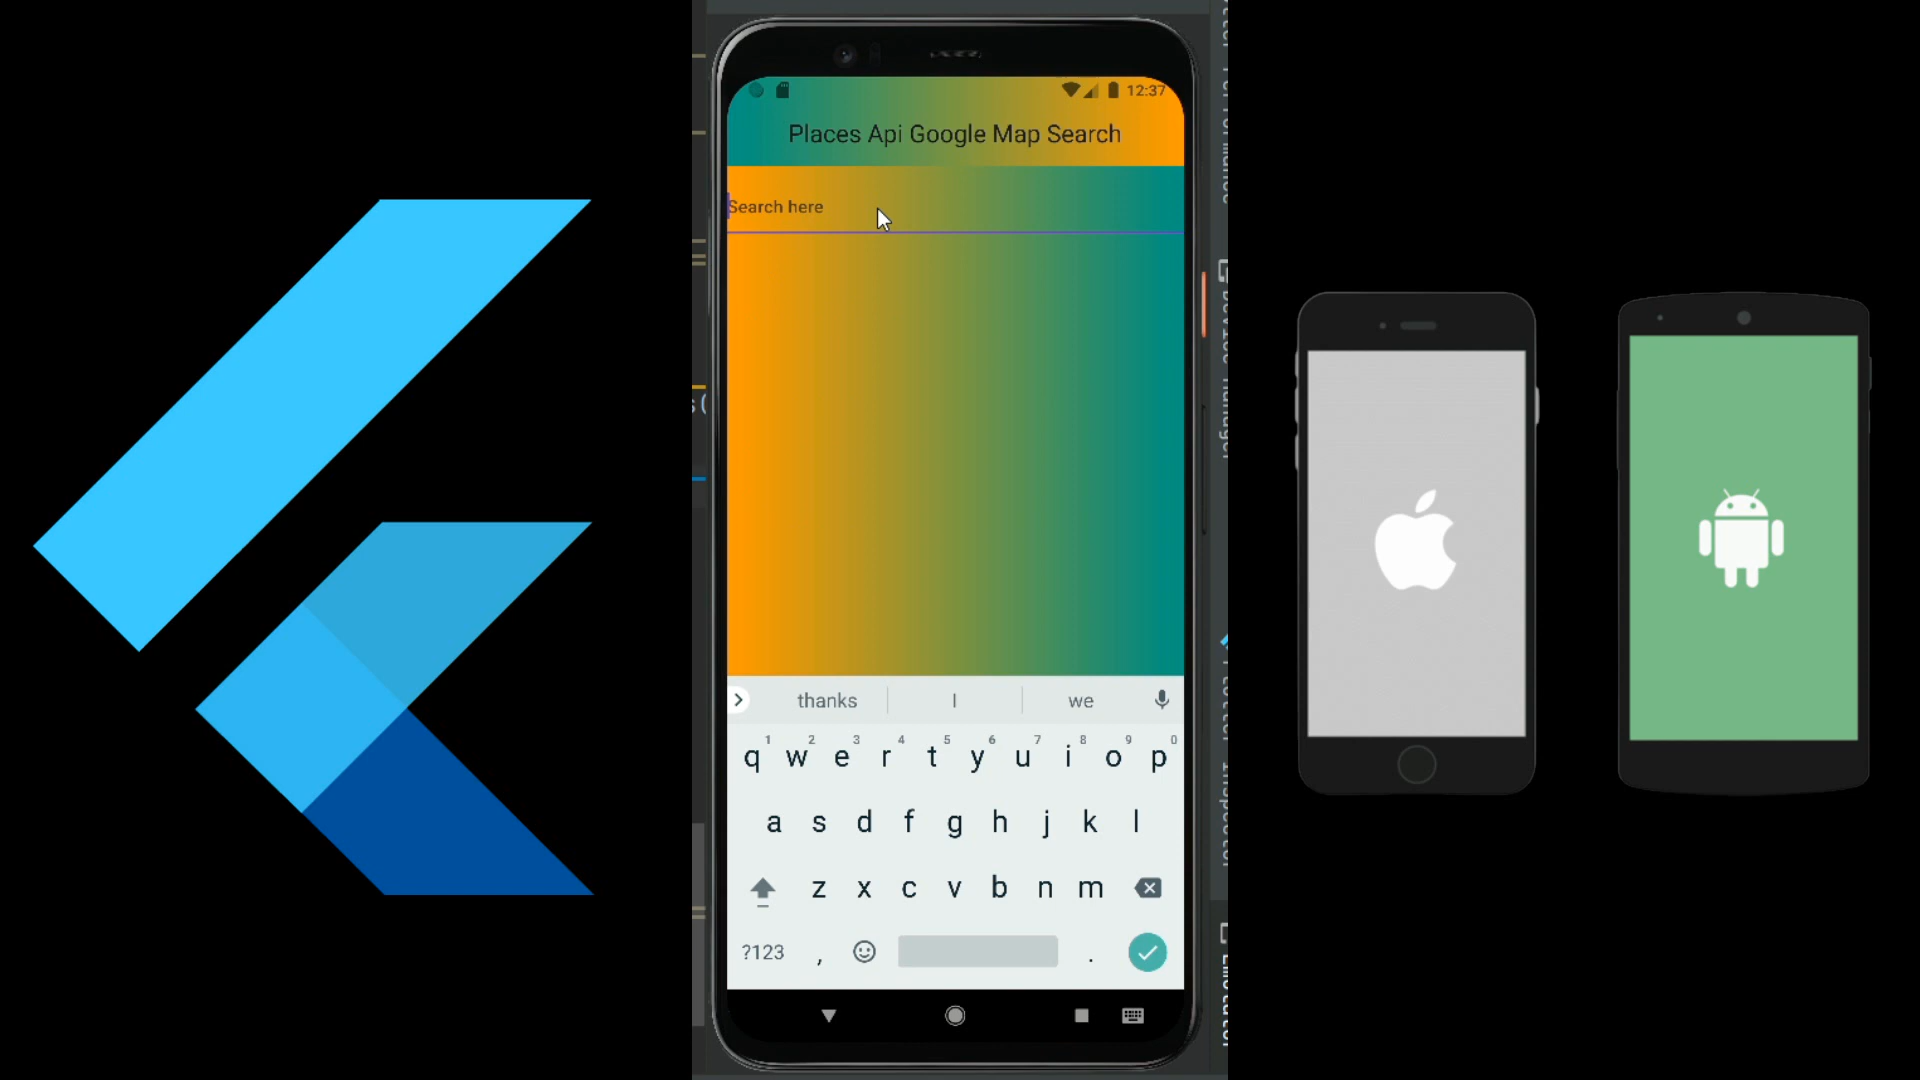 12:37
Places Api Google Map Search
Search here
thanks I we
1 2 3 4 5 6 7 8 9 0
q w e r t y u i o p
a s d f g h j k l
z x c v b n m
?123 , .